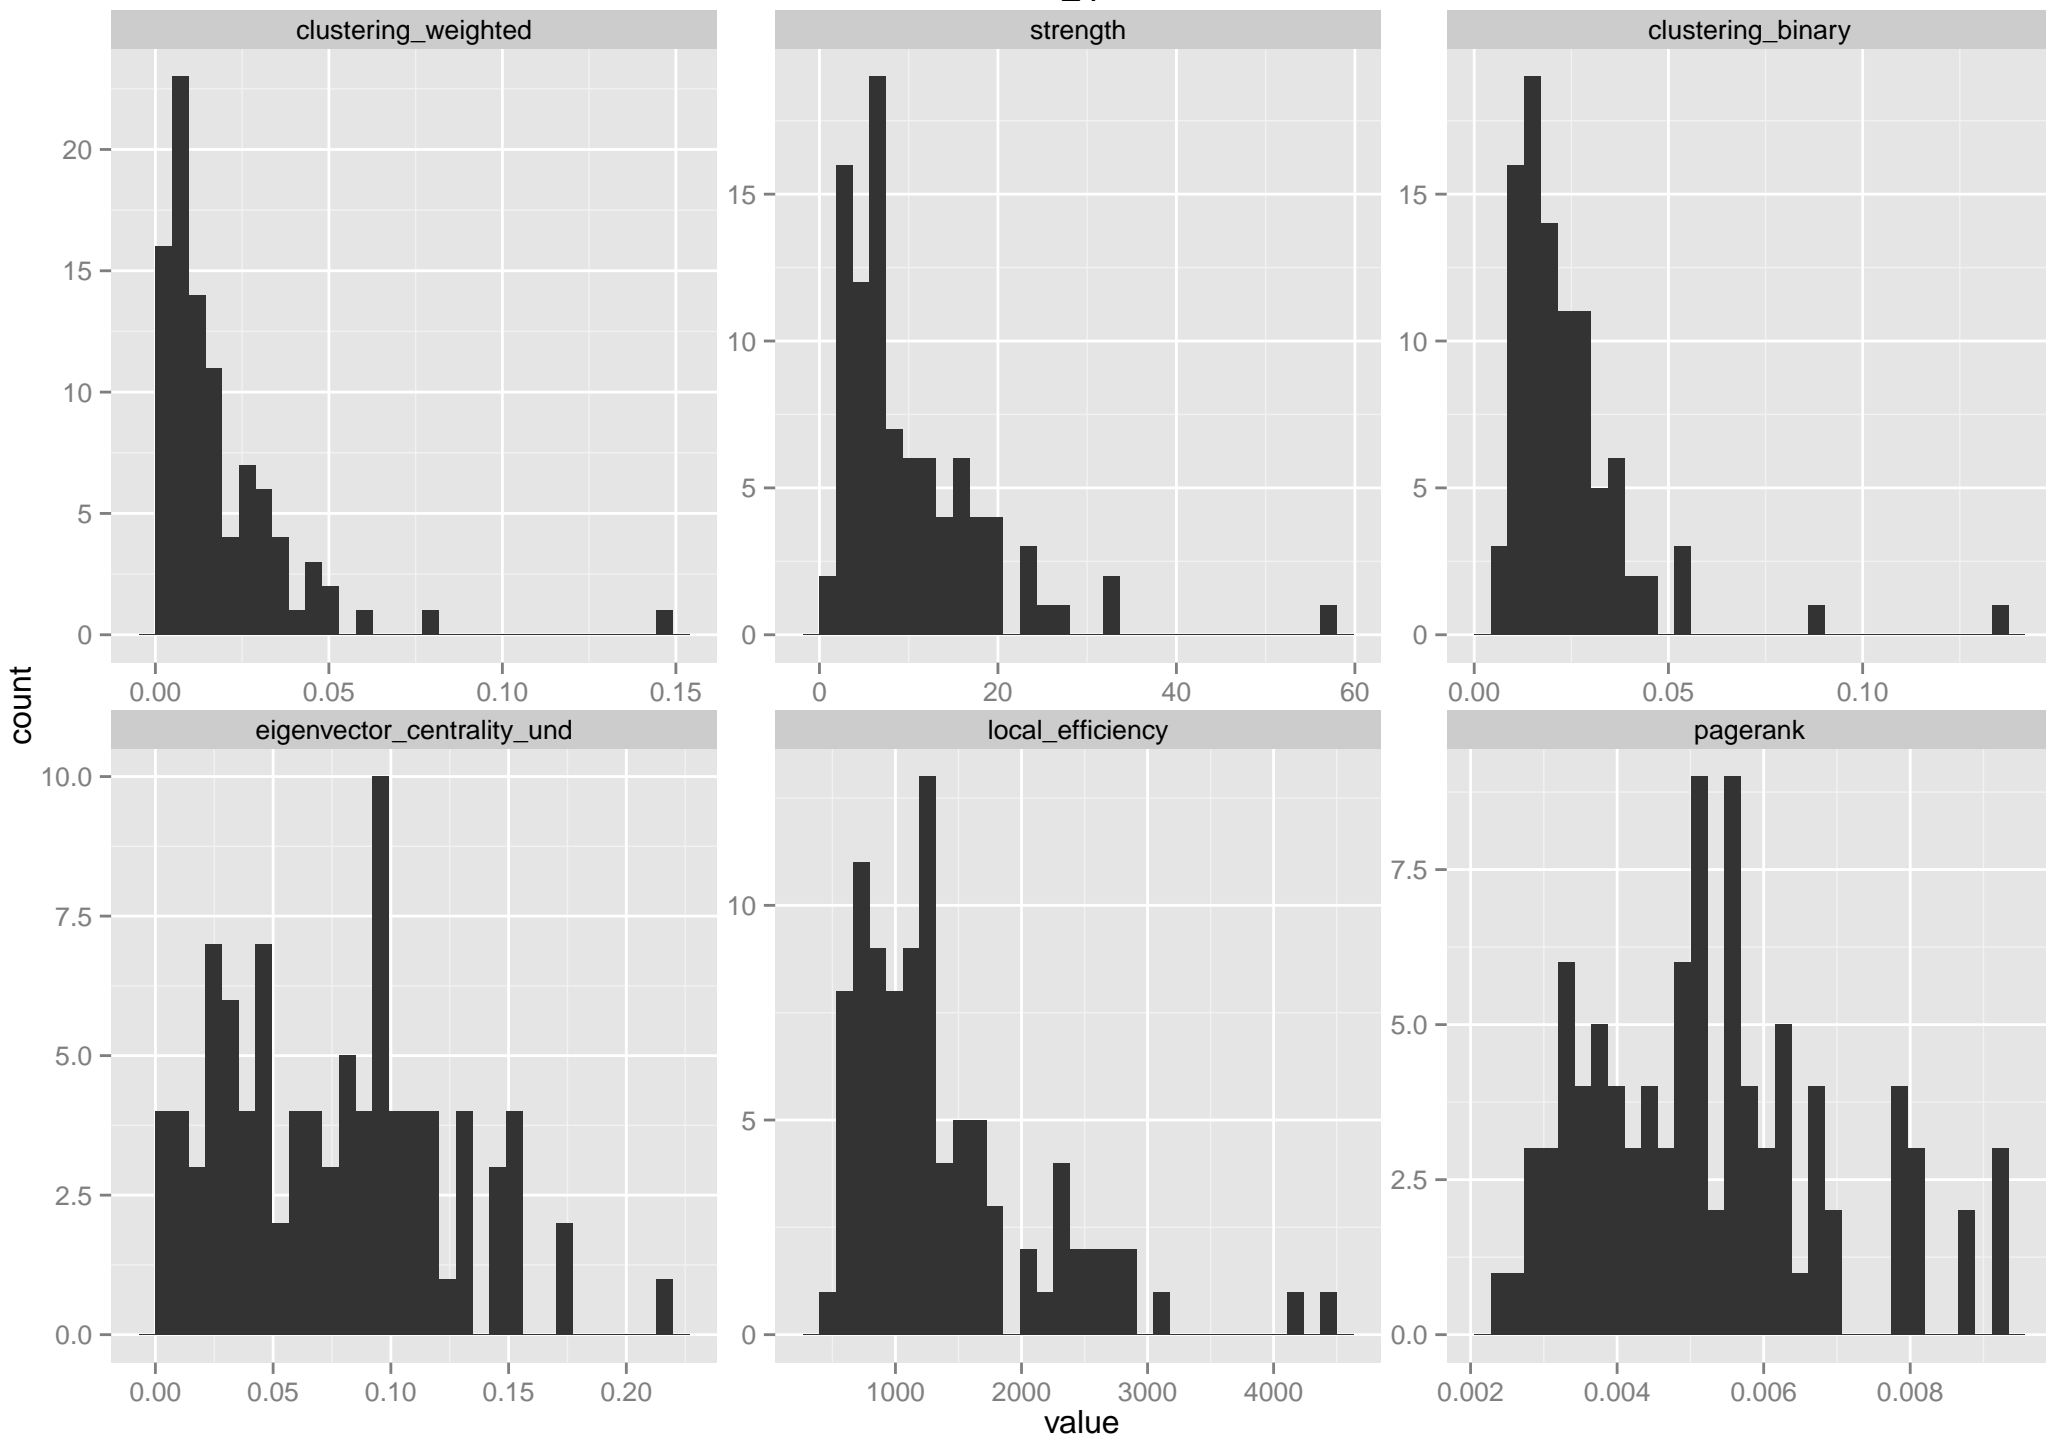 clustering_weighted
strength
clustering_binary
20
15
10
5
0
15
10
5
0
15
10
5
0
0.00 0.05 0.10 0.15
0 20 40 60
0.00 0.05 0.10
count
eigenvector_centrality_und
local_efficiency
pagerank
10.0
7.5
5.0
2.5
0.0
10
5
0
7.5
5.0
2.5
0.0
0.00 0.05 0.10 0.15 0.20
1000 2000 3000 4000
0.002 0.004 0.006 0.008
value